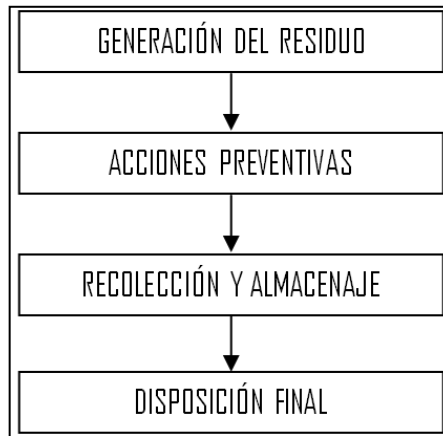 GENERACIÓN DEL RESIDUO
ACCIONES PREVENTIVAS
RECOLECCIÓN Y ALMACENAJE
DISPOSICIÓN FINAL